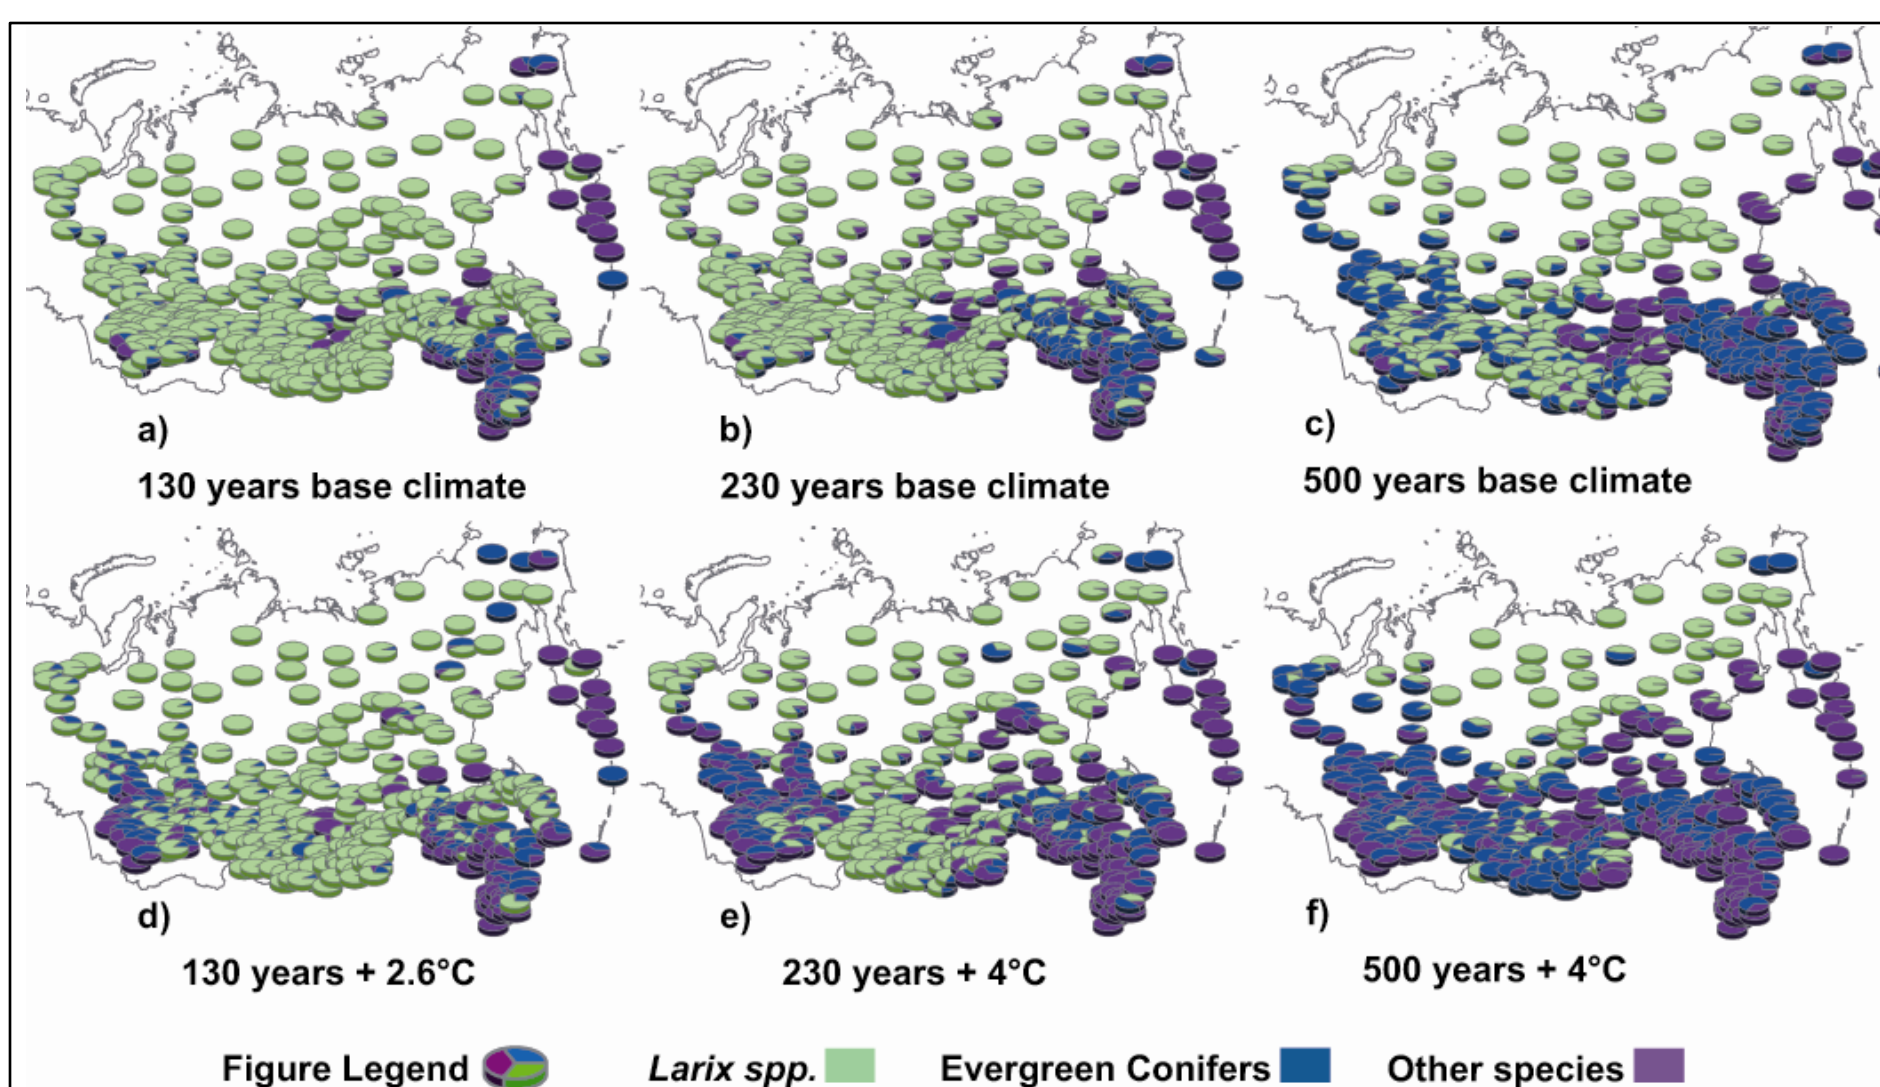 a)
b)
c)
130 years base climate
230 years base climate
500 years base climate
d)
e)
f)
130 years + 2.6°C
230 years + 4°C
500 years + 4°C
Figure Legend Larix spp. Evergreen Conifers Other species